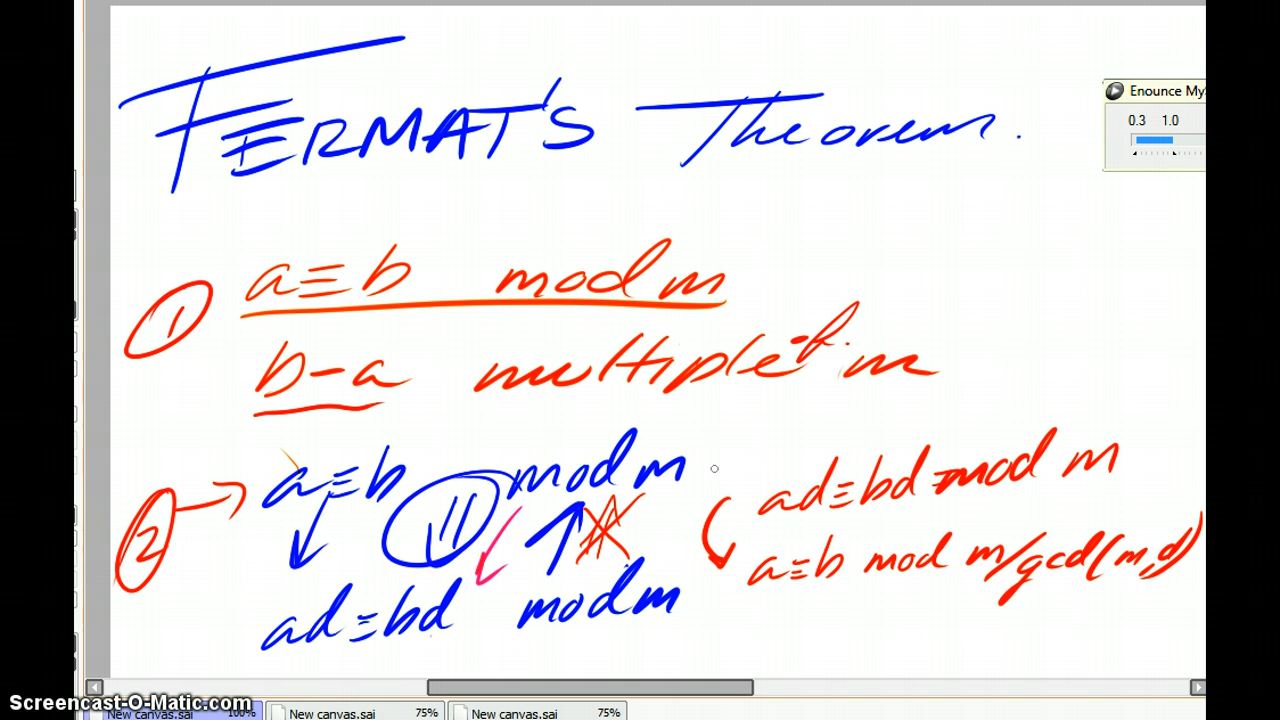 FERMAT'S Theorem.
Enounce My
0.3 1.0
① a≡b mod m
b-a multiple of m
② → a≡b mod m
ad≡bd mod m
ad≡bd mod m
a≡b mod m/gcd(m,d)
Screencast-O-Matic.com
New canvas.sai 100% New canvas.sai 75% New canvas.sai 75%